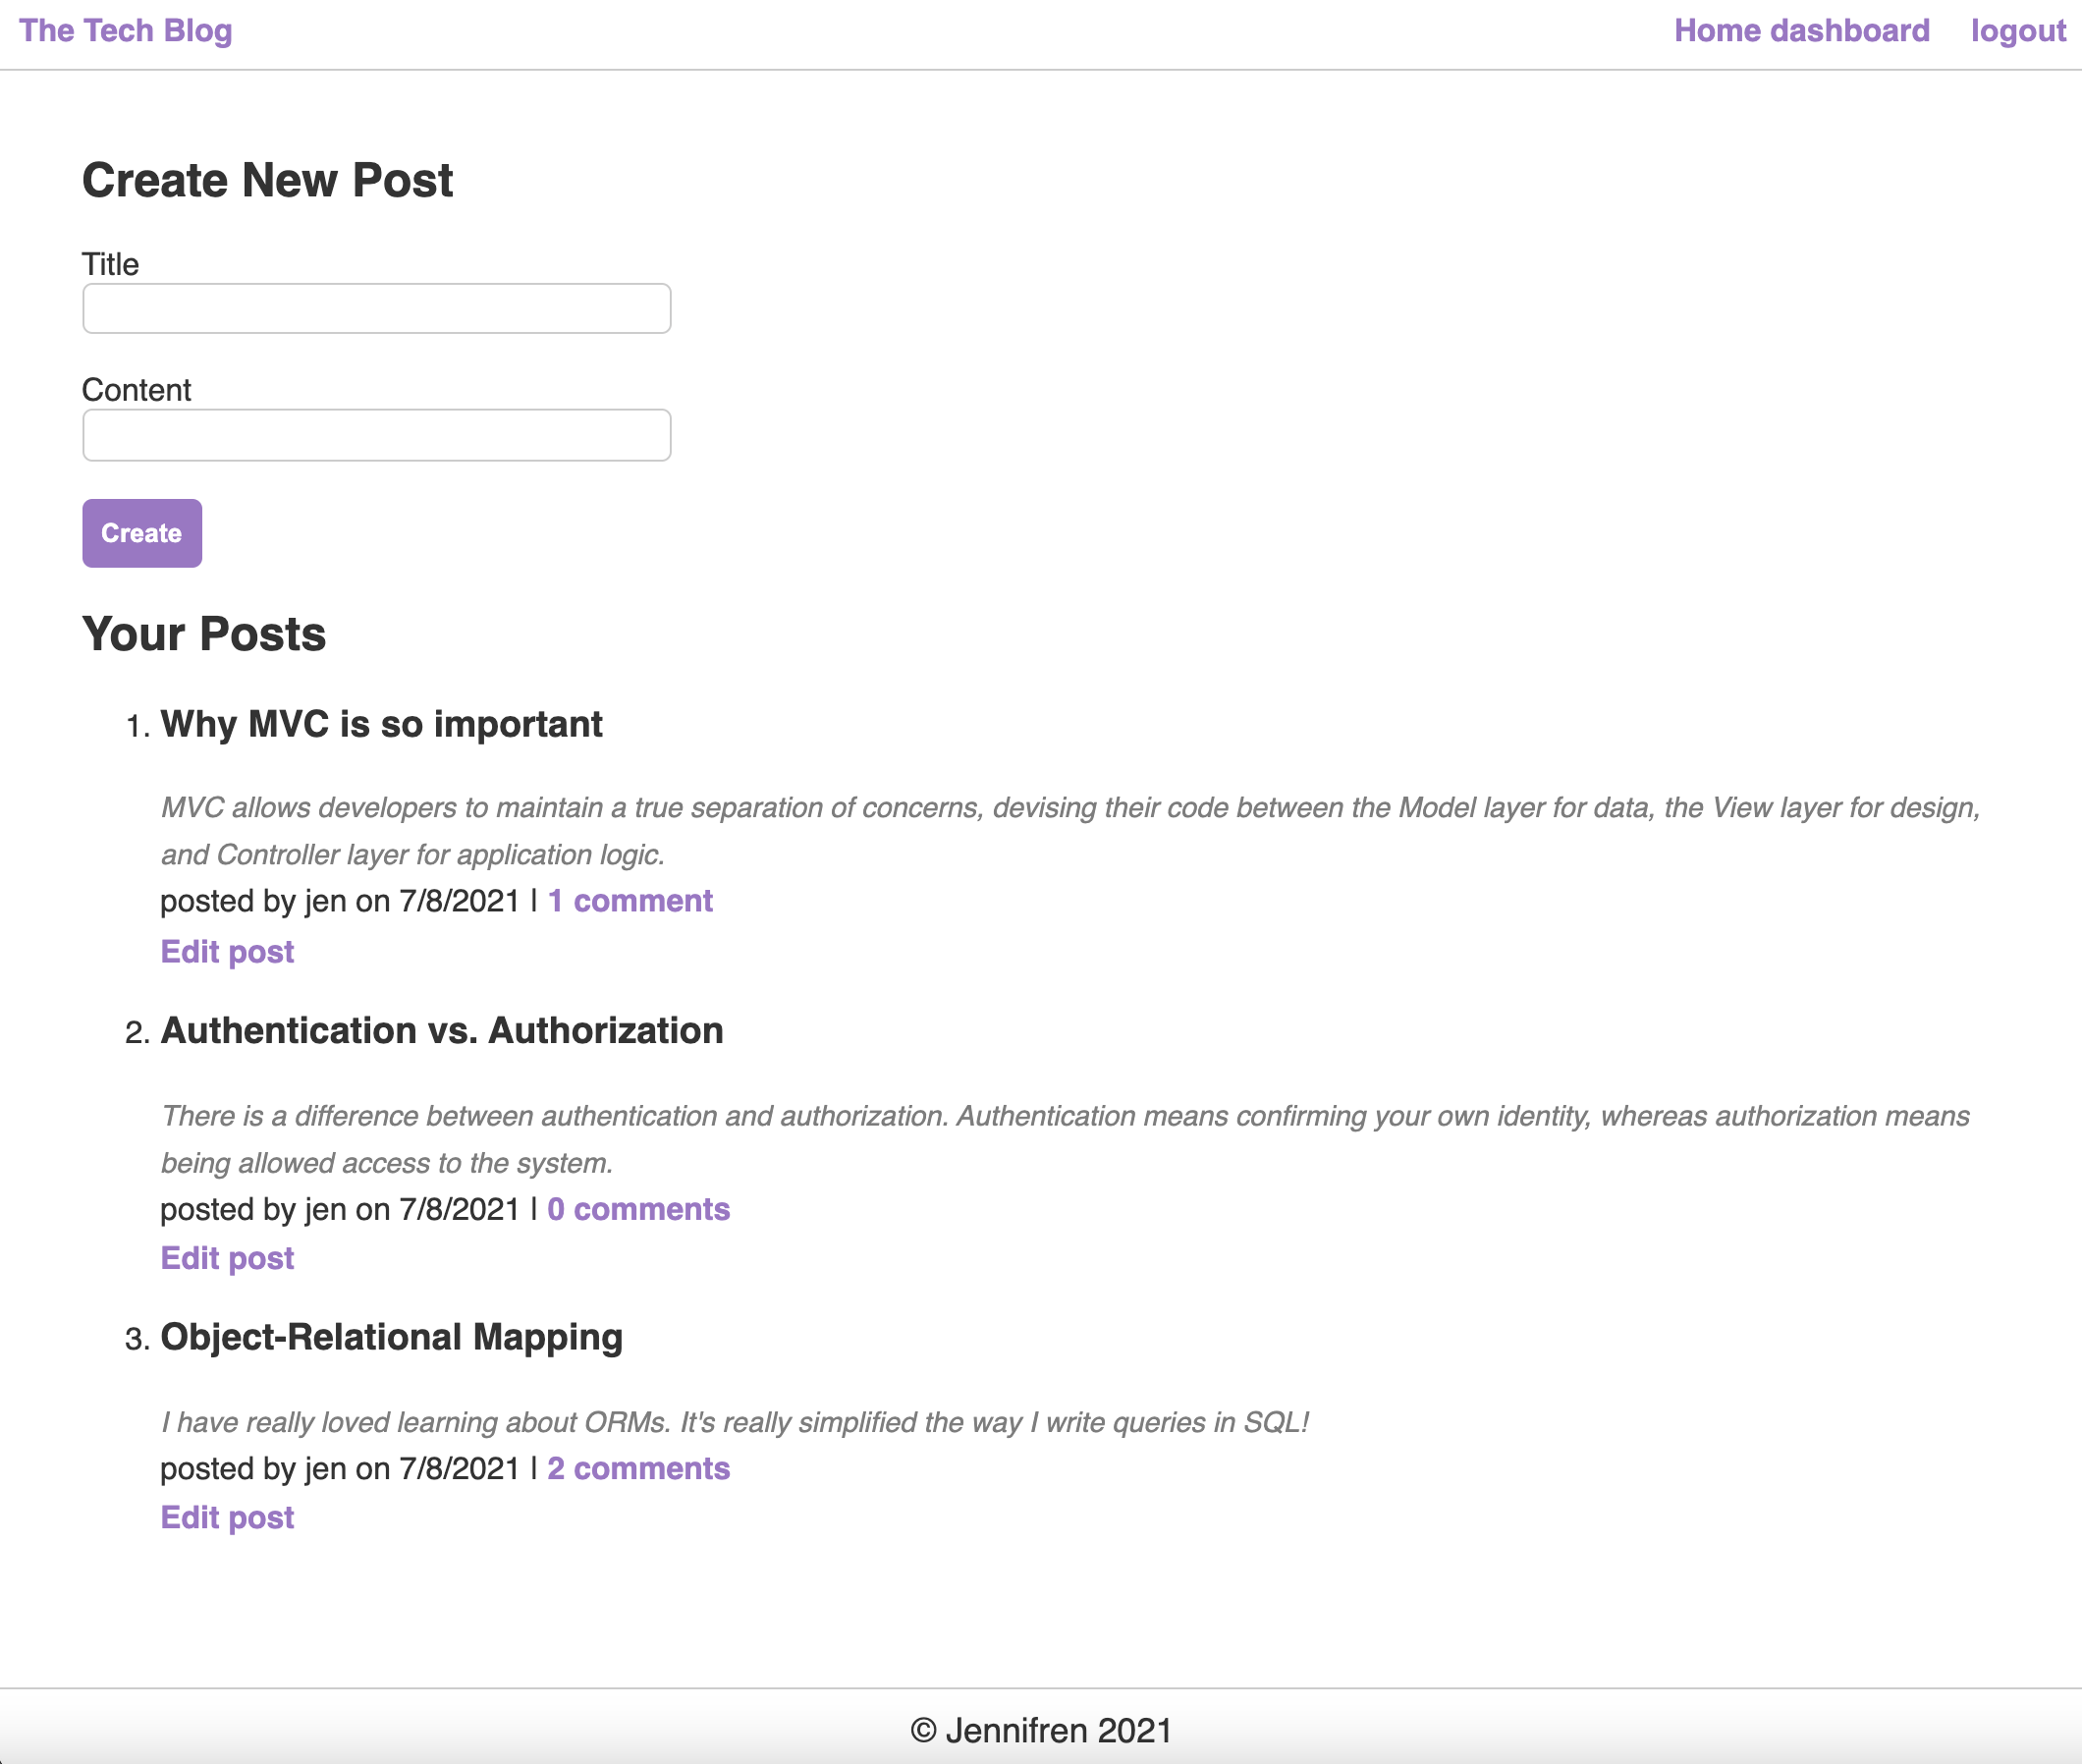 The Tech Blog
Home dashboard logout
Create New Post
Title
Content
Create
Your Posts
1. Why MVC is so important
MVC allows developers to maintain a true separation of concerns, devising their code between the Model layer for data, the View layer for design,
and Controller layer for application logic.
posted by jen on 7/8/2021 | 1 comment
Edit post
2. Authentication vs. Authorization
There is a difference between authentication and authorization. Authentication means confirming your own identity, whereas authorization means
being allowed access to the system.
posted by jen on 7/8/2021 | 0 comments
Edit post
3. Object-Relational Mapping
I have really loved learning about ORMs. It's really simplified the way I write queries in SQL!
posted by jen on 7/8/2021 | 2 comments
Edit post
© Jennifren 2021